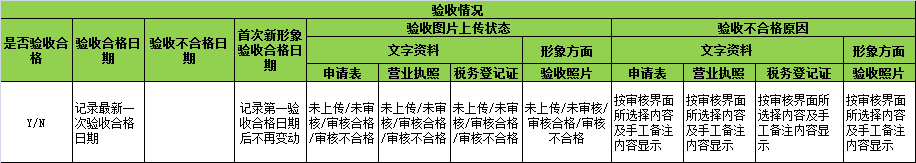 验收情况
是否验收合格
验收合格日期
验收不合格日期
首次新形象验收合格日期
验收图片上传状态
验收不合格原因
文字资料
形象方面
文字资料
形象方面
申请表
营业执照
税务登记证
验收照片
申请表
营业执照
税务登记证
验收照片
Y/N
记录最新一
次验收合格
日期
记录第一验
收合格日期
后不再变动
未上传/未审
核/审核合格
/审核不合格
未上传/未审
核/审核合格
/审核不合格
未上传/未审
核/审核合格
/审核不合格
未上传/未审核/
审核合格/审核
不合格
按审核界面
所选择内容
及手工备注
内容显示
按审核界面
所选择内容
及手工备注
内容显示
按审核界面所
选择内容及手
工备注内容显
示
按审核界面
所选择内容
及手工备注
内容显示